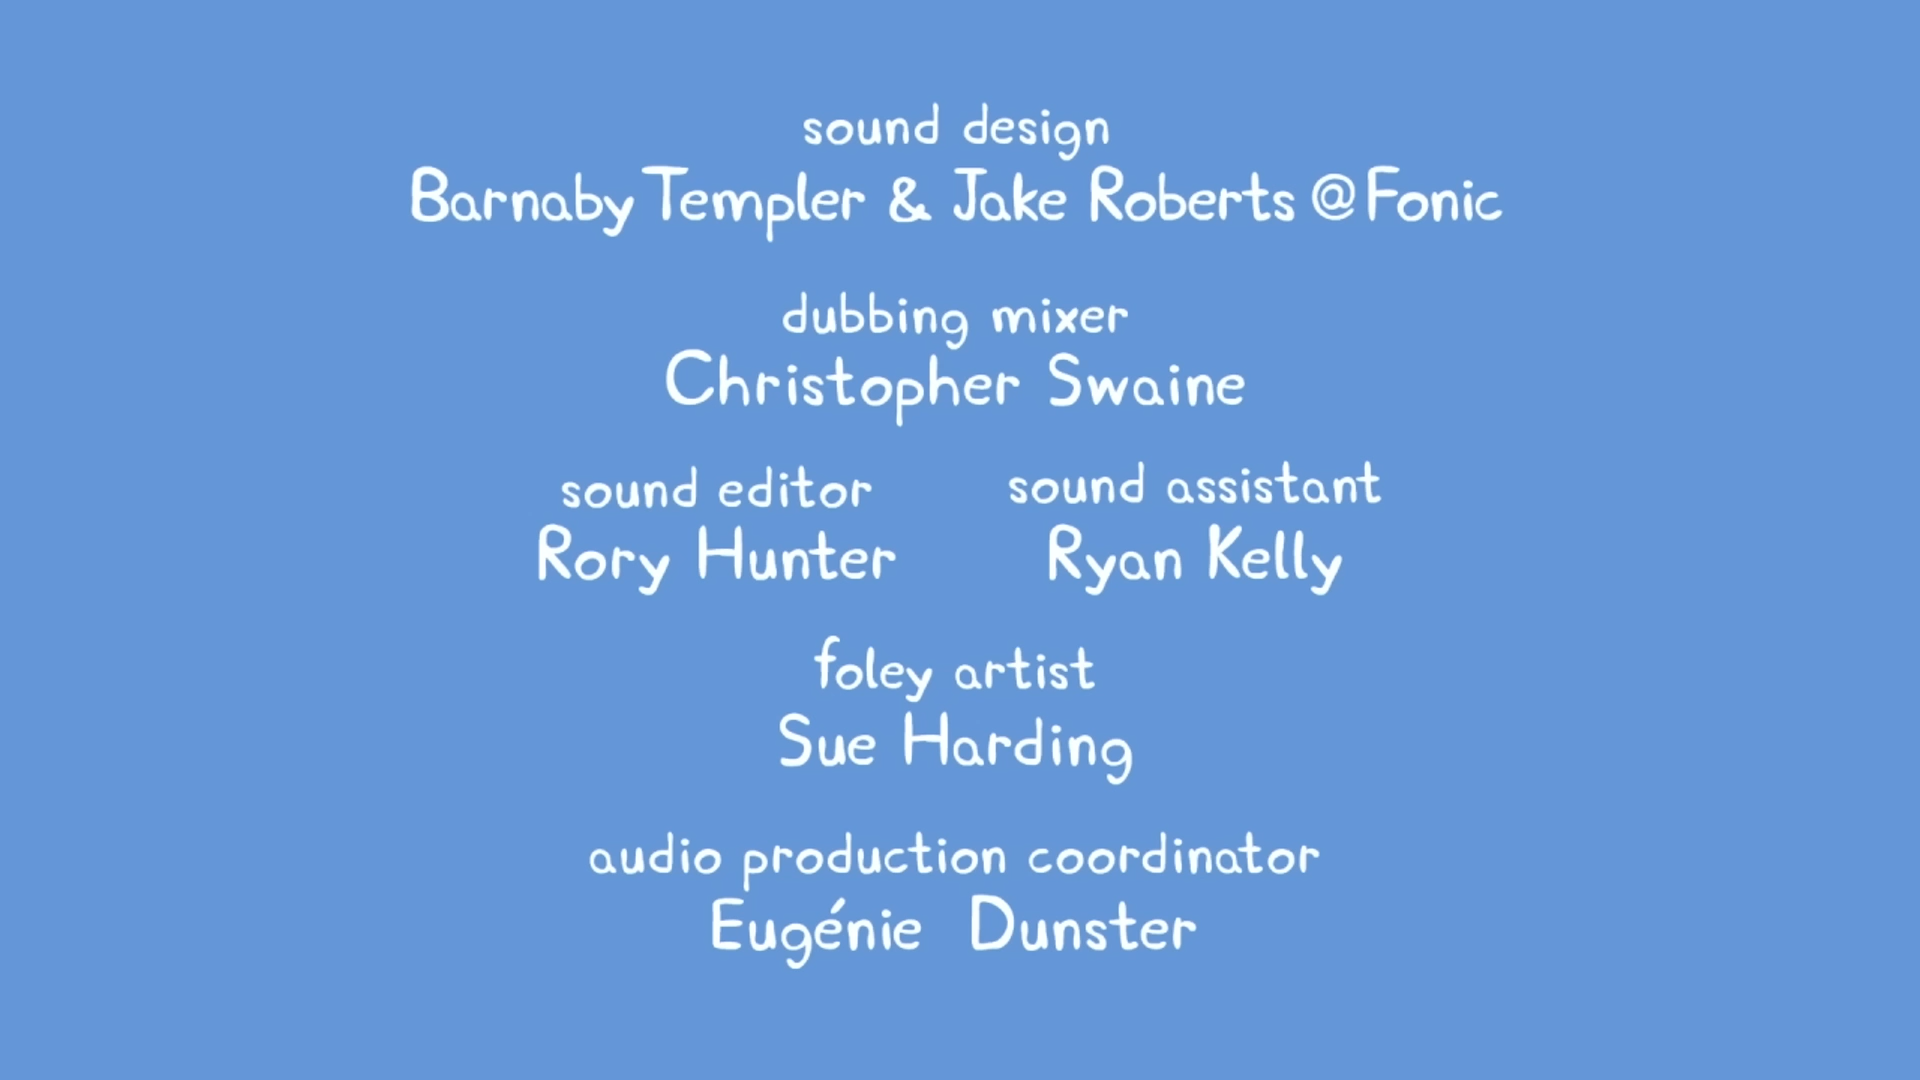 sound design
Barnaby Templer & Jake Roberts @ Fonic
dubbing mixer
Christopher Swaine
sound editor
Rory Hunter
sound assistant
Ryan Kelly
foley artist
Sue Harding
audio production coordinator
Eugénie Dunster